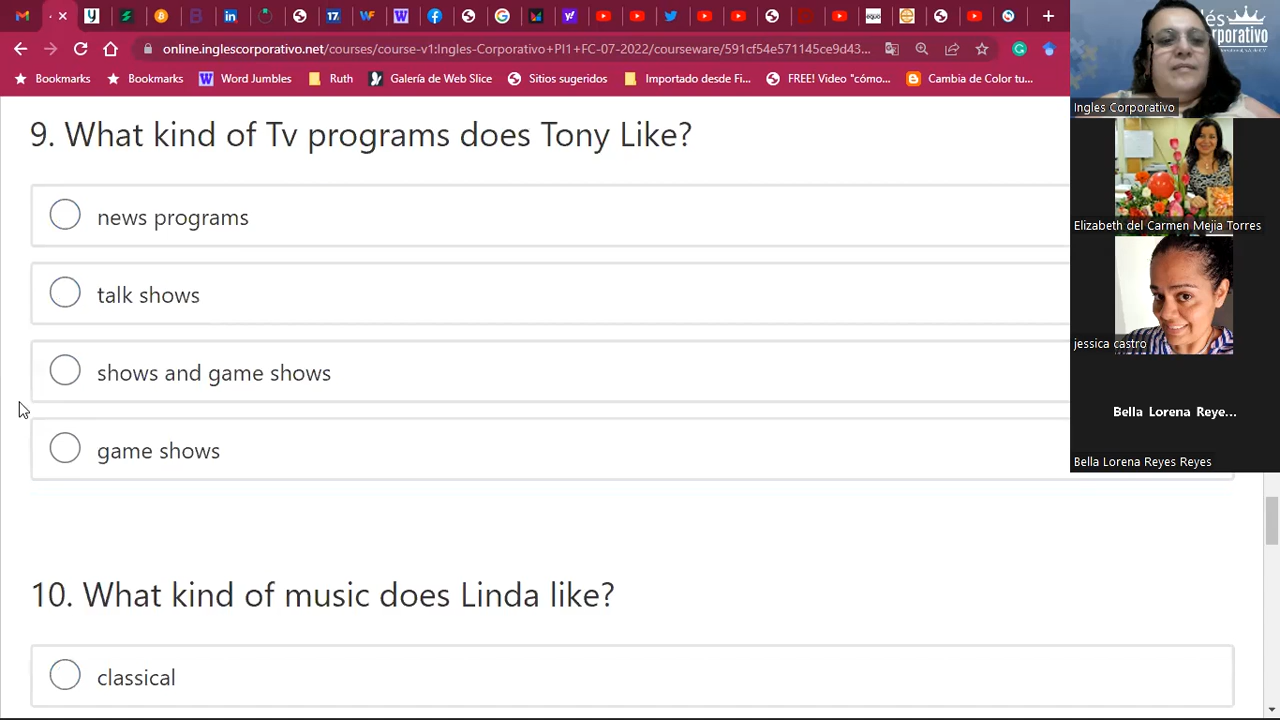 online.inglescorporativo.net/courses/course-v1:Ingles-Corporativo+PI1+FC-07-2022/courseware/591cf54e571145ce9d43...
Bookmarks
Bookmarks
Word Jumbles
Ruth
Galería de Web Slice
Sitios sugeridos
Importado desde Fi...
FREE! Video "cómo...
Cambia de Color tu...
9. What kind of Tv programs does Tony Like?
news programs
talk shows
shows and game shows
game shows
10. What kind of music does Linda like?
classical
Ingles Corporativo
Elizabeth del Carmen Mejia Torres
jessica castro
Bella Lorena Reye...
Bella Lorena Reyes Reyes